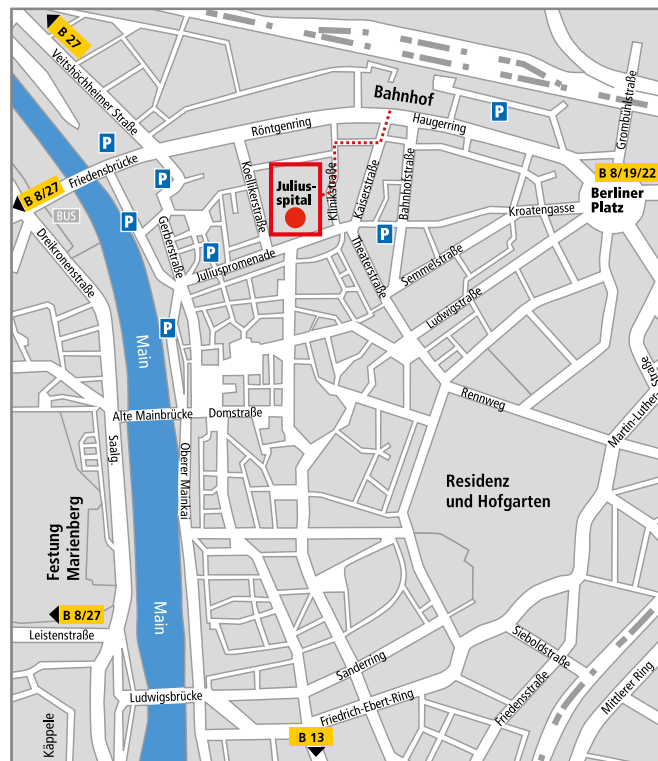 B 27
Veitshöchheimer Straße
Bahnhof
P
Grombühlstraße
Röntgenring
Haugerring
P
Friedensbrücke
B 8/27
BUS
P
P
Koellikerstraße
Julius-
spital
Klinikstraße
Kaiserstraße
Bahnhofstraße
B 8/19/22
Berliner
Platz
Kroatengasse
P
Gerberstraße
P
Juliuspromenade
Theaterstraße
Semmelstraße
Dreikronenstraße
Ludwigstraße
P
Main
Rennweg
Martin-Luther-
Straße
Alte Mainbrücke
Domstraße
Saalg.
Oberer Mainkai
Residenz
und Hofgarten
Festung
Marienberg
B 8/27
Main
Leistenstraße
Sieboldstraße
Sanderring
Mittlerer Ring
Ludwigsbrücke
Friedrich-Ebert-Ring
Friedensstraße
Käppele
B 13